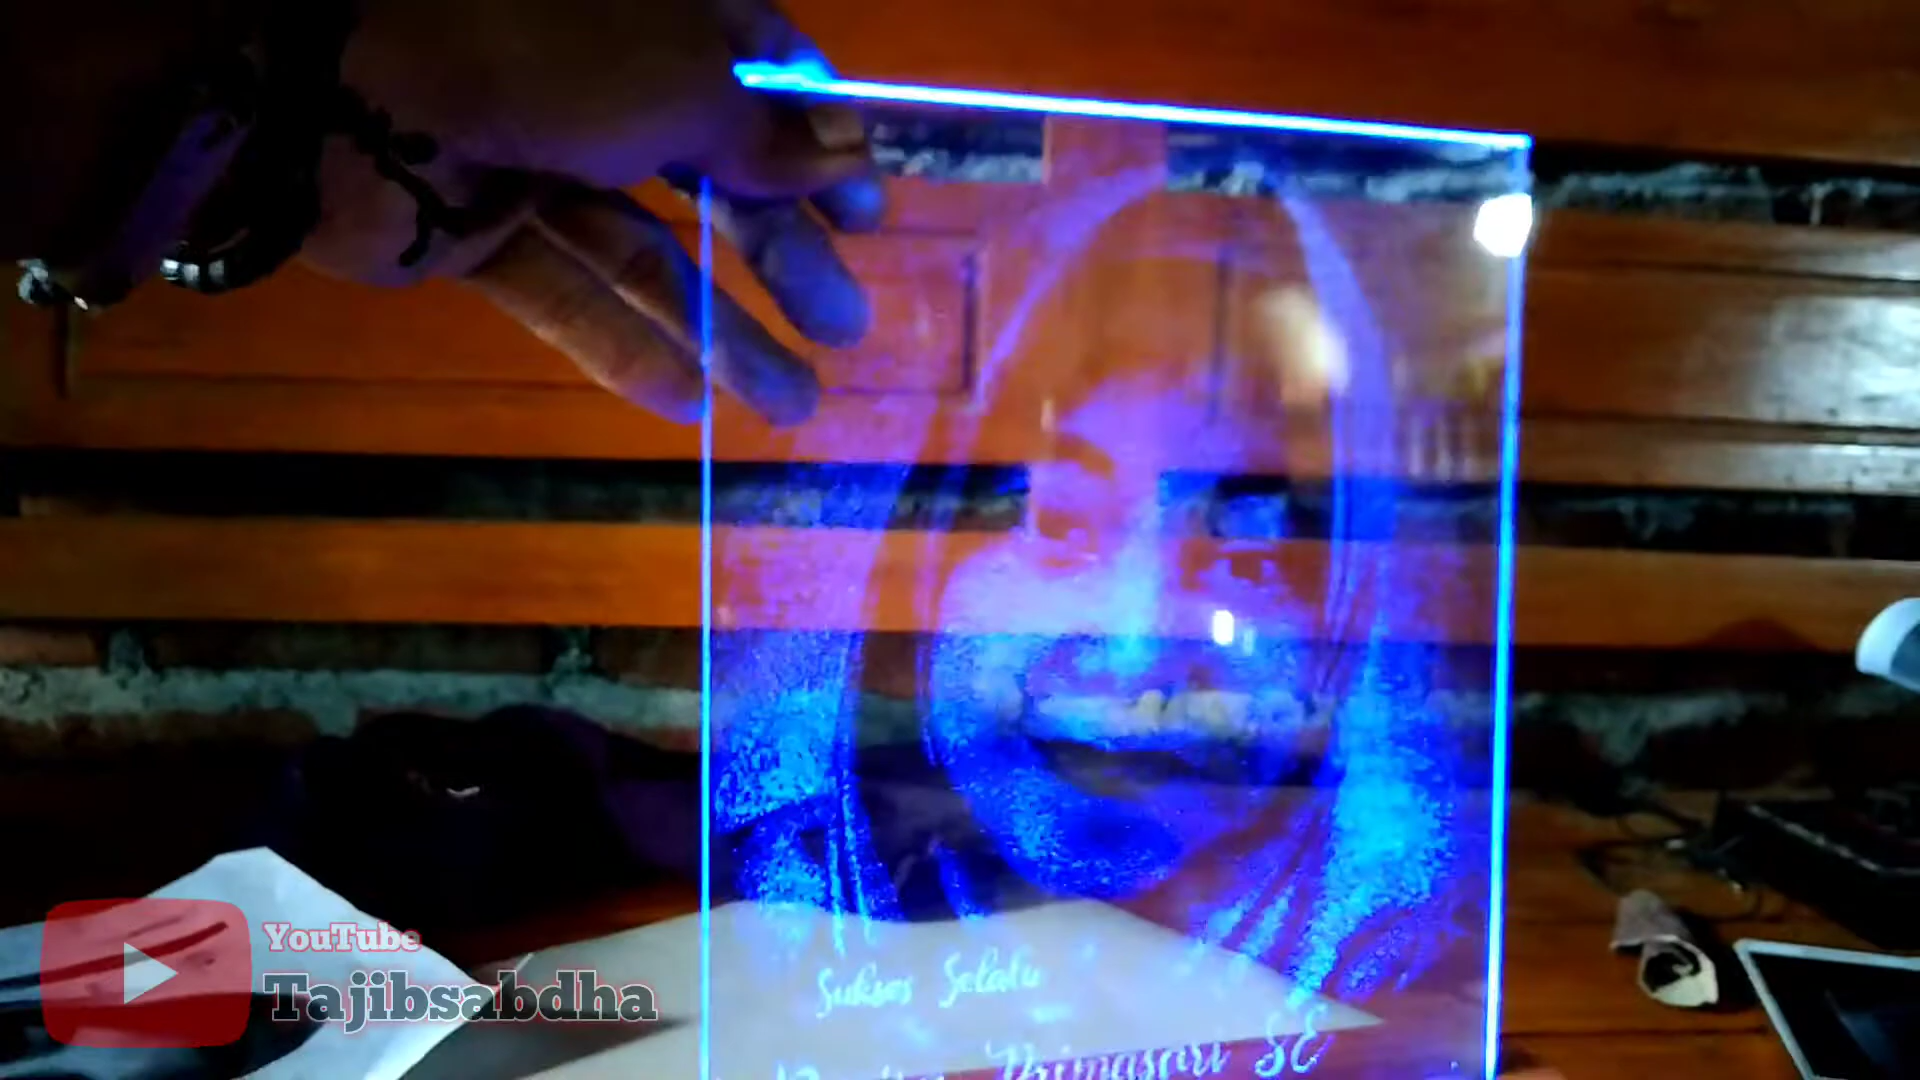 YouTube
Tajibsabdha
Sukses Selalu
Primasari SE